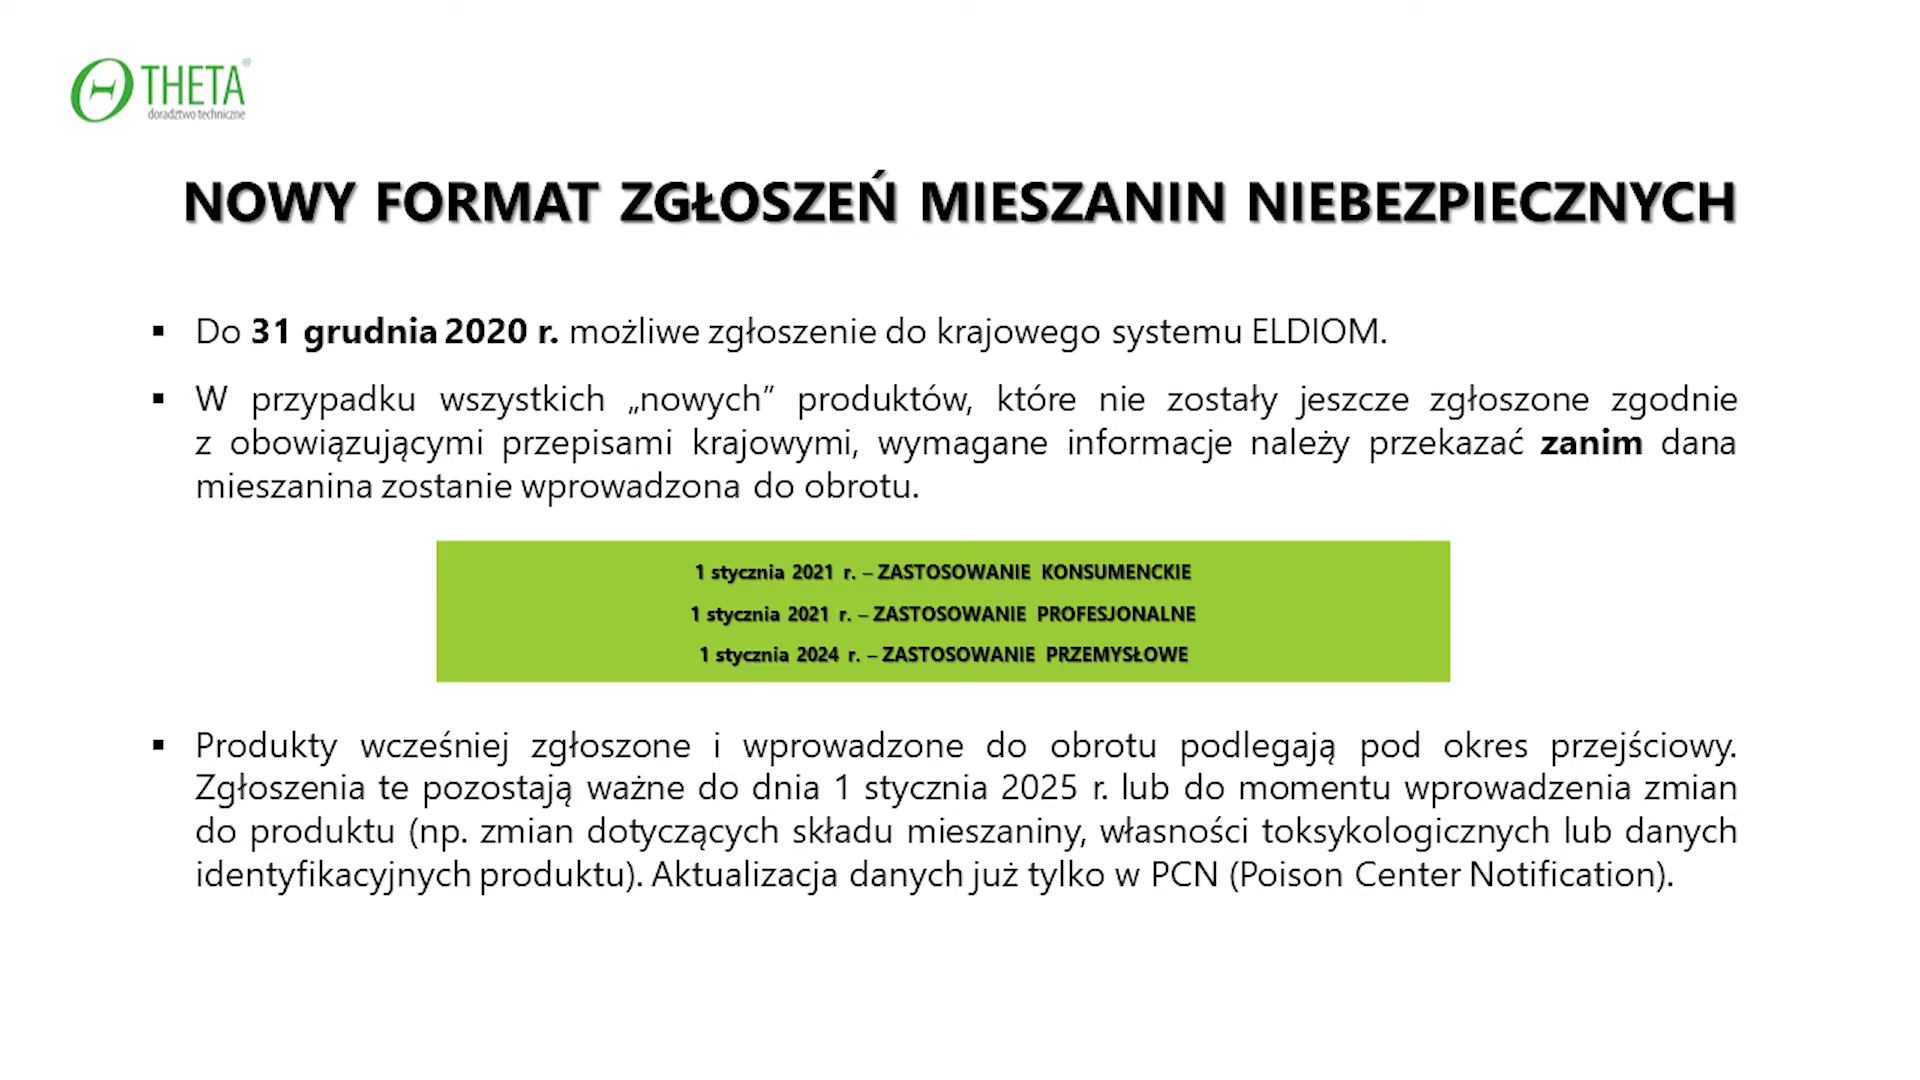 THETA®
doradztwo techniczne
NOWY FORMAT ZGŁOSZEŃ MIESZANIN NIEBEZPIECZNYCH
▪ Do 31 grudnia 2020 r. możliwe zgłoszenie do krajowego systemu ELDIOM.
▪ W przypadku wszystkich „nowych” produktów, które nie zostały jeszcze zgłoszone zgodnie
z obowiązującymi przepisami krajowymi, wymagane informacje należy przekazać zanim dana
mieszanina zostanie wprowadzona do obrotu.
1 stycznia 2021 r. – ZASTOSOWANIE KONSUMENCKIE
1 stycznia 2021 r. – ZASTOSOWANIE PROFESJONALNE
1 stycznia 2024 r. – ZASTOSOWANIE PRZEMYSŁOWE
▪ Produkty wcześniej zgłoszone i wprowadzone do obrotu podlegają pod okres przejściowy.
Zgłoszenia te pozostają ważne do dnia 1 stycznia 2025 r. lub do momentu wprowadzenia zmian
do produktu (np. zmian dotyczących składu mieszaniny, własności toksykologicznych lub danych
identyfikacyjnych produktu). Aktualizacja danych już tylko w PCN (Poison Center Notification).